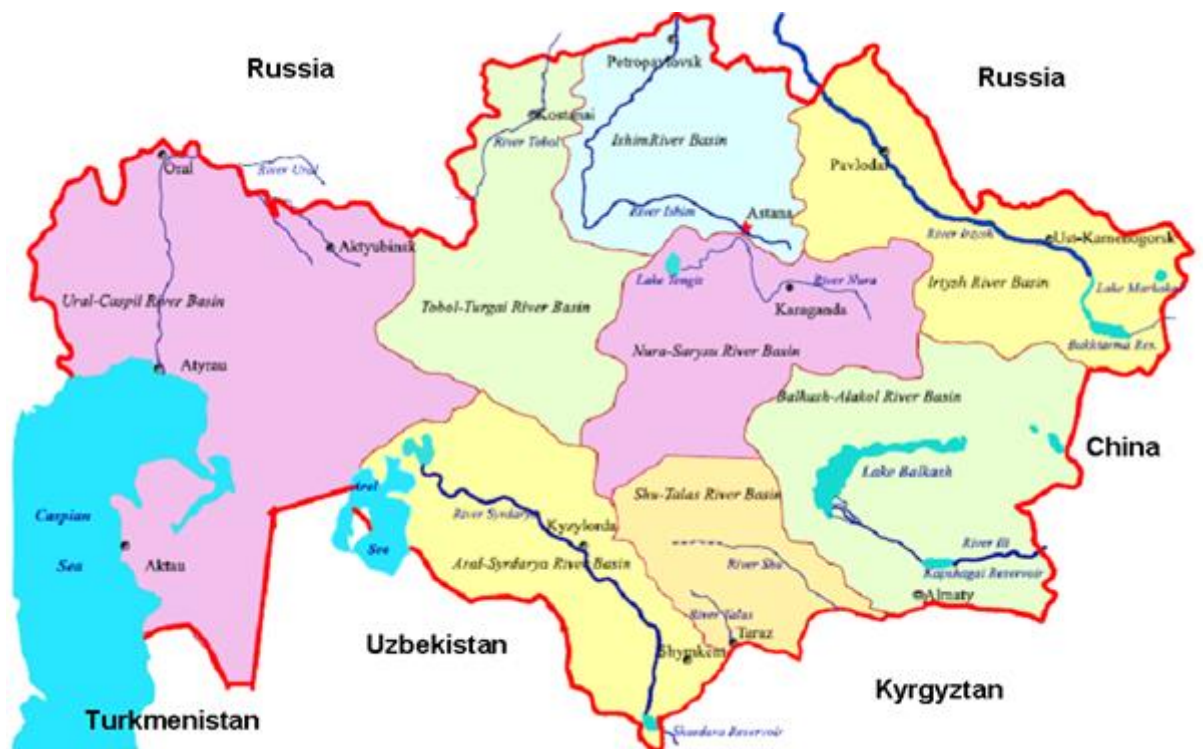 Russia
Russia
Petropavlovsk
Kostanai
River Tobol
IshimRiver Basin
Pavlodar
Oral
River Ural
Aktyubinsk
River Ishim
Astana
River Irtysh
Ust-Kamenogorsk
Ural-Caspil River Basin
Tobol-Turgai River Basin
Lake Tengiz
River Nura
Karaganda
Irtyzh River Basin
Lake Markakol
Bukhtarma Res.
Nura-Sarysu River Basin
Atyrau
Balkash-Alakol River Basin
China
Lake Balkash
Aral
Sea
Shu-Talas River Basin
River Syrdarya
Kyzylorda
Caspian
Sea
Aktau
Aral-Syrdarya River Basin
River Shu
River Ili
Kapshagai Reservoir
Almaty
River Talas
Taraz
Shymkent
Uzbekistan
Kyrgyztan
Turkmenistan
Shardara Reservoir